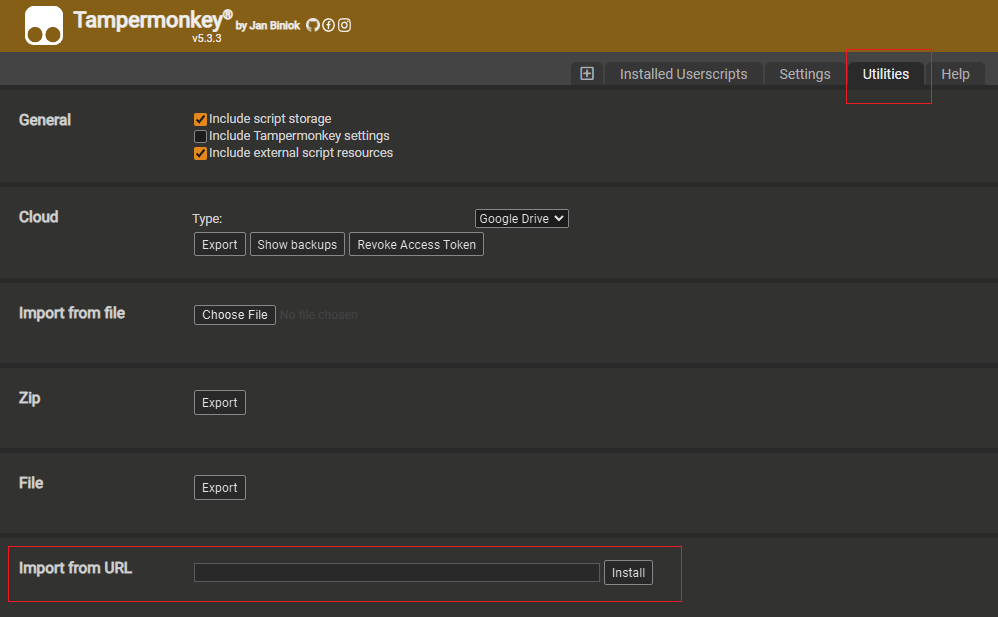 Tampermonkey® by Jan Biniok
v5.3.3
Installed Userscripts Settings Utilities Help
General
Include script storage
Include Tampermonkey settings
Include external script resources
Cloud
Type: Google Drive
Export Show backups Revoke Access Token
Import from file
Choose File No file chosen
Zip
Export
File
Export
Import from URL
Install